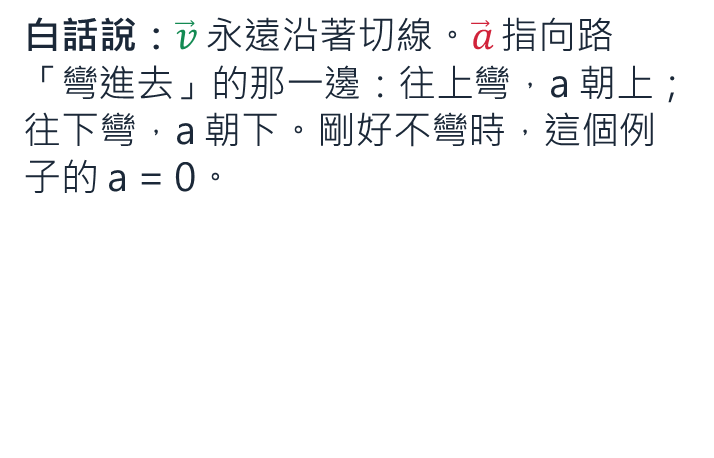 白話說：v⃗ 永遠沿著切線。a⃗ 指向路
「彎進去」的那一邊：往上彎，a 朝上；
往下彎，a 朝下。剛好不彎時，這個例
子的 a = 0。